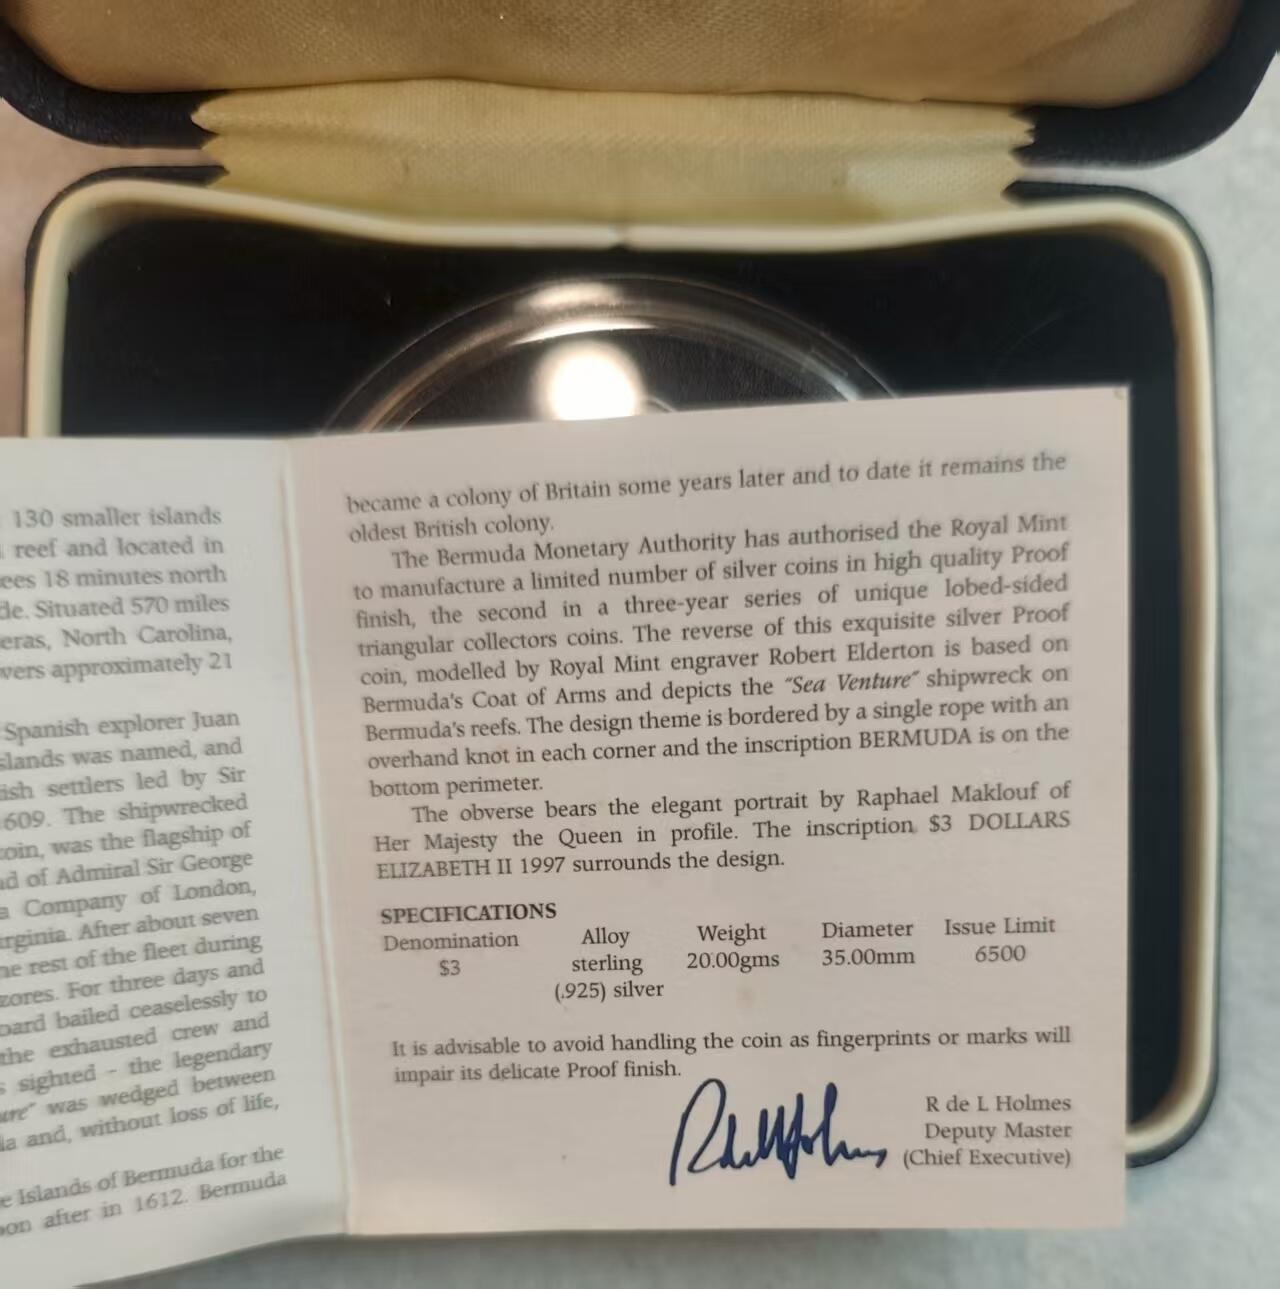 130 smaller islands
reef and located in
ees 18 minutes north
de. Situated 570 miles
eras, North Carolina,
vers approximately 21
Spanish explorer Juan
slands was named, and
ish settlers led by Sir
609. The shipwrecked
coin, was the flagship of
nd of Admiral Sir George
a Company of London,
irginia. After about seven
ne rest of the fleet during
zores. For three days and
oard bailed ceaselessly to
the exhausted crew and
s sighted - the legendary
ure" was wedged between
da and, without loss of life,
e Islands of Bermuda for the
oon after in 1612. Bermuda
became a colony of Britain some years later and to date it remains the
oldest British colony.
The Bermuda Monetary Authority has authorised the Royal Mint
to manufacture a limited number of silver coins in high quality Proof
finish, the second in a three-year series of unique lobed-sided
triangular collectors coins. The reverse of this exquisite silver Proof
coin, modelled by Royal Mint engraver Robert Elderton is based on
Bermuda's Coat of Arms and depicts the "Sea Venture" shipwreck on
Bermuda's reefs. The design theme is bordered by a single rope with an
overhand knot in each corner and the inscription BERMUDA is on the
bottom perimeter.
The obverse bears the elegant portrait by Raphael Maklouf of
Her Majesty the Queen in profile. The inscription $3 DOLLARS
ELIZABETH II 1997 surrounds the design.
SPECIFICATIONS
Denomination Alloy Weight Diameter Issue Limit
$3 sterling 20.00gms 35.00mm 6500
(.925) silver
It is advisable to avoid handling the coin as fingerprints or marks will
impair its delicate Proof finish.
R de L Holmes
Deputy Master
(Chief Executive)